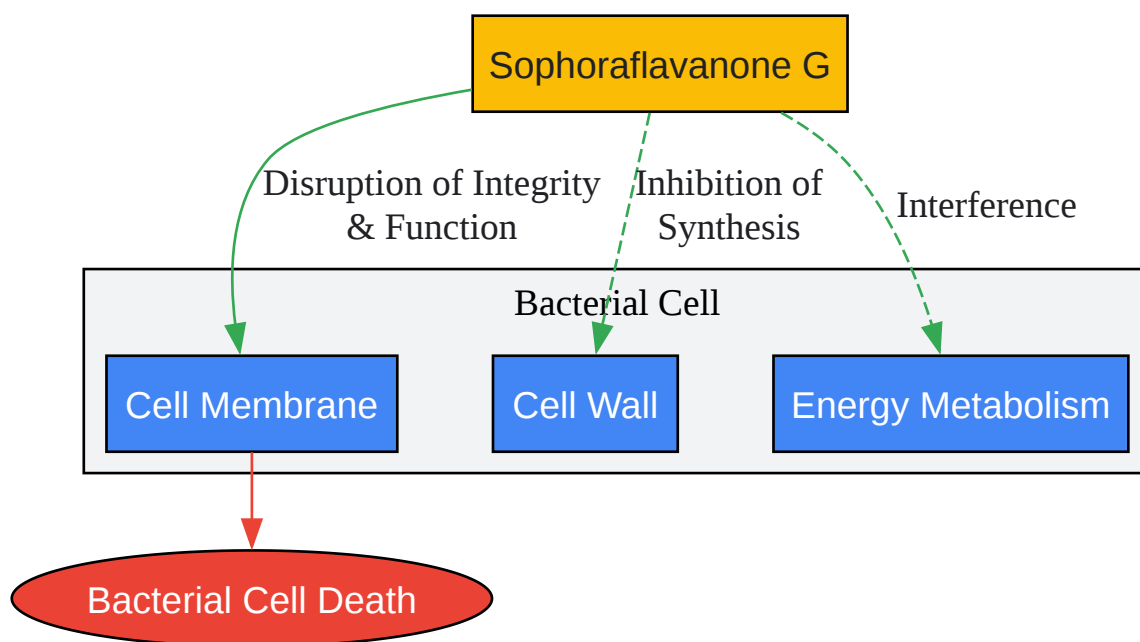 Sophoraflavanone G
Disruption of Integrity
& Function
Inhibition of
Synthesis
Interference
Bacterial Cell
Cell Membrane
Cell Wall
Energy Metabolism
Bacterial Cell Death